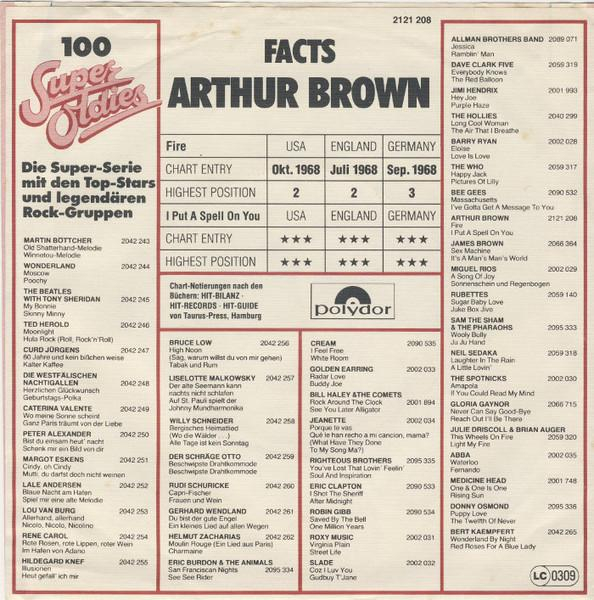 2121 208
100
Super
Oldies
Die Super-Serie
mit den Top-Stars
und legendären
Rock-Gruppen
FACTS
ARTHUR BROWN
Fire USA ENGLAND GERMANY
CHART ENTRY Okt. 1968 Juli 1968 Sep. 1968
HIGHEST POSITION 2 2 3
I Put A Spell On You USA ENGLAND GERMANY
CHART ENTRY ★★★ ★★★ ★★★
HIGHEST POSITION ★★★ ★★★ ★★★
Chart-Notierungen nach den
Büchern: HIT-BILANZ ·
HIT-RECORDS · HIT-GUIDE
von Taurus-Press, Hamburg
polydor
MARTIN BÖTTCHER 2042 243
Old Shatterhand-Melodie
Winnetou-Melodie
WONDERLAND 2042 244
Moscow
Poochy
THE BEATLES
WITH TONY SHERIDAN 2042 245
My Bonnie
Skinny Minny
TED HEROLD 2042 246
Moonlight
Hula Rock (Roll, Rock'n'Roll)
CURD JÜRGENS 2042 247
60 Jahre und kein bißchen weise
Kalter Kaffee
DIE WESTFÄLISCHEN
NACHTIGALLEN 2042 248
Herzlichen Glückwunsch
Geburtstags-Polka
CATERINA VALENTE 2042 249
Wo meine Sonne scheint
Ganz Paris träumt von der Liebe
PETER ALEXANDER 2042 250
Bist du einsam heut' nacht
Schenk mir ein Bild von dir
MARGOT ESKENS 2042 251
Cindy, oh Cindy
Mutti, du darfst doch nicht weinen
LALE ANDERSEN 2042 252
Blaue Nacht am Hafen
Spiel mir eine alte Melodie
LOU VAN BURG 2042 253
Allerhand, allerhand
Nicolo, Nicolo, Nicolino
RENE CAROL 2042 254
Rote Rosen, rote Lippen, roter Wein
Im Hafen von Adano
HILDEGARD KNEF 2042 255
Illusionen
Heut gefall' ich mir
BRUCE LOW 2042 256
High Noon
(Sag, warum willst du von mir gehen)
Tabak und Rum
LISELOTTE MALKOWSKY 2042 257
Der alte Seemann kann
nachts nicht schlafen
Auf St. Pauli spielt der
Johnny Mundharmonika
WILLY SCHNEIDER 2042 258
Bergisches Heimatlied
(Wo die Wälder . . .)
Alle Tage ist kein Sonntag
DER SCHRÄGE OTTO 2042 259
Beschwipste Drahtkommode
Beschwipste Drahtkommode
RUDI SCHURICKE 2042 260
Capri-Fischer
Frauen und Wein
GERHARD WENDLAND 2042 261
Du bist der gute Engel
Ein kleines Lied auf allen Wegen
HELMUT ZACHARIAS 2042 262
Moulin Rouge (Ein Lied aus Paris)
Charmaine
ERIC BURDON & THE ANIMALS
San Franciscan Nights 2095 334
See See Rider
CREAM 2090 535
I Feel Free
White Room
GOLDEN EARRING 2002 033
Radar Love
Buddy Joe
BILL HALEY &THE COMETS
Rock Around The Clock 2001 894
See You Later Alligator
JEANETTE 2002 034
Porque te vas
Qué le han recho a mi cancion, mama?
(What Have They Done
To My Song Ma?)
RIGHTEOUS BROTHERS 2095 335
You've Lost That Lovin' Feelin'
Soul And Inspiration
ERIC CLAPTON 2090 533
I Shot The Sheriff
After Midnight
ROBIN GIBB 2090 534
Saved By The Bell
One Million Years
ROXY MUSIC 2002 031
Virginia Plain
Street Life
SLADE 2002 032
Coz I Luv You
Gudbuy T'Jane
ALLMAN BROTHERS BAND 2089 071
Jessica
Ramblin' Man
DAVE CLARK FIVE 2059 319
Everybody Knows
The Red Balloon
JIMI HENDRIX 2001 993
Hey Joe
Purple Haze
THE HOLLIES 2040 299
Long Cool Woman
The Air That I Breathe
BARRY RYAN 2002 028
Eloise
Love Is Love
THE WHO 2059 317
Happy Jack
Pictures Of Lilly
BEE GEES 2090 532
Massachusetts
I've Gotta Get A Message To You
ARTHUR BROWN 2121 208
Fire
I Put A Spell On You
JAMES BROWN 2066 364
Sex Machine
It's A Man's Man's World
MIGUEL RIOS 2002 029
A Song Of Joy
Sonnenschein und Regenbogen
RUBETTES 2059 140
Sugar Baby Love
Juke Box Jive
SAM THE SHAM
& THE PHARAOHS 2095 333
Wooly Bully
Ju Ju Hand
NEIL SEDAKA 2059 318
Laughter In The Rain
A Little Lovin'
THE SPOTNICKS 2002 030
Amapola
If You Could Read My Mind
GLORIA GAYNOR 2066 715
Never Can Say Good-Bye
Reach Out I'll Be There
JULIE DRISCOLL & BRIAN AUGER
This Wheels On Fire 2059 320
Light My Fire
ABBA 2002 035
Waterloo
Fernando
MEDICINE HEAD 2001 748
One & One Is One
Rising Sun
DONNY OSMOND 2095 336
Puppy Love
The Twelfth Of Never
BERT KAEMPFERT 2042 265
Wonderland By Night
Red Roses For A Blue Lady
LC 0309